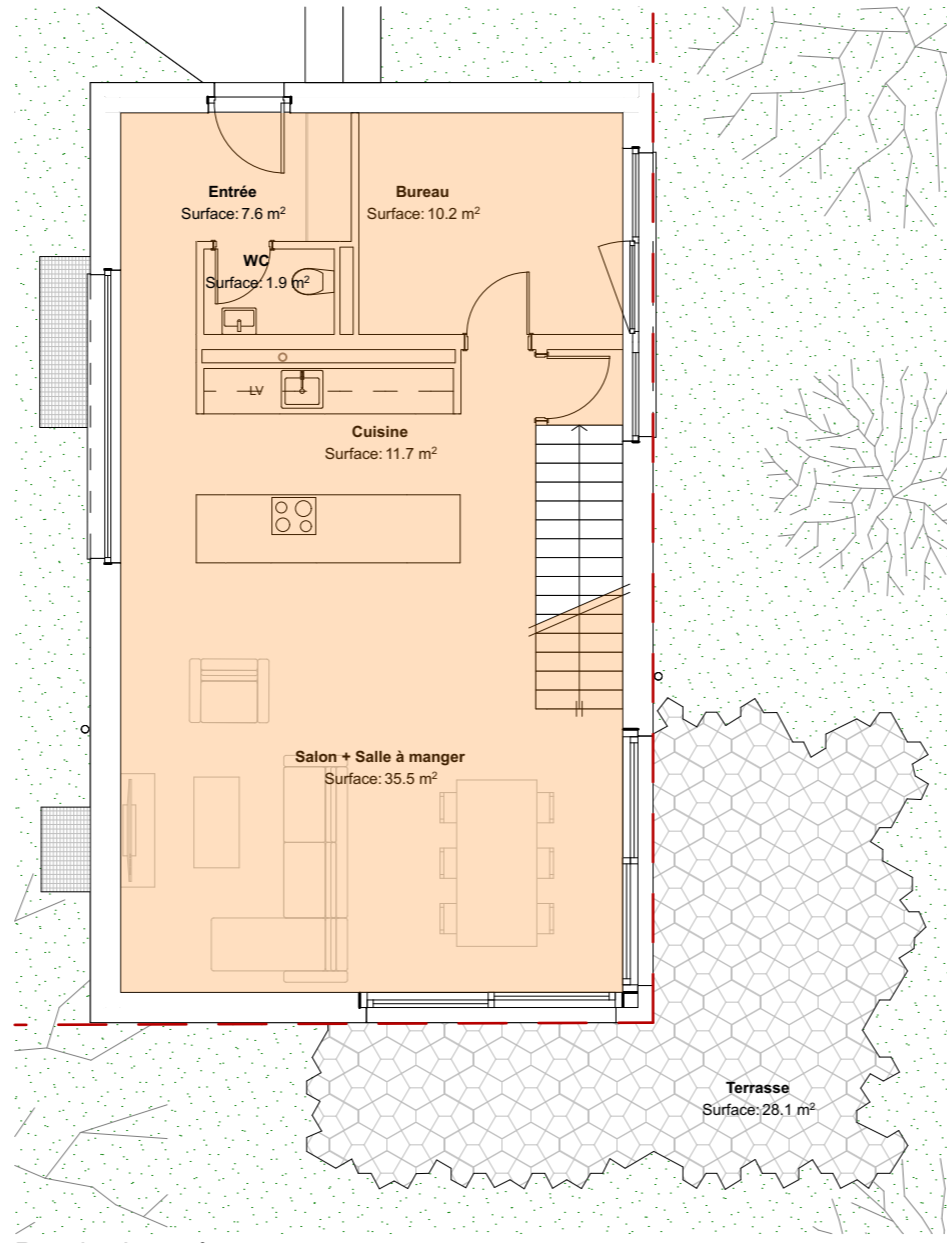 Entrée
Surface: 7.6 m²
Bureau
Surface: 10.2 m²
WC
Surface: 1.9 m²
LV
Cuisine
Surface: 11.7 m²
Salon + Salle à manger
Surface: 35.5 m²
Terrasse
Surface: 28.1 m²